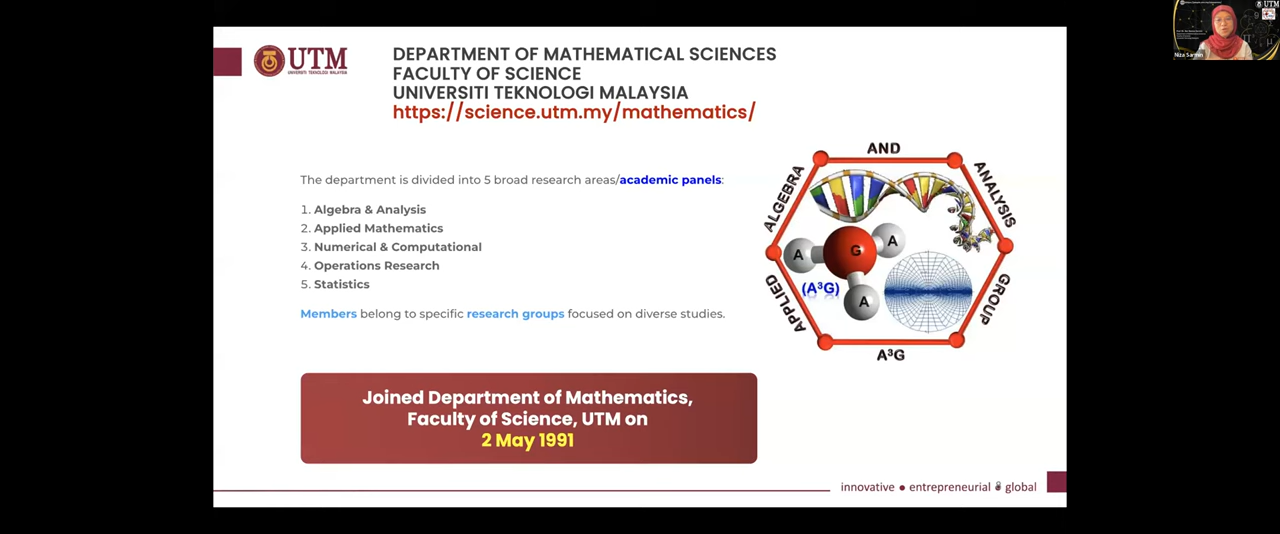 UTM
UNIVERSITI TEKNOLOGI MALAYSIA
DEPARTMENT OF MATHEMATICAL SCIENCES
FACULTY OF SCIENCE
UNIVERSITI TEKNOLOGI MALAYSIA
https://science.utm.my/mathematics/
The department is divided into 5 broad research areas/academic panels:
1. Algebra & Analysis
2. Applied Mathematics
3. Numerical & Computational
4. Operations Research
5. Statistics
Members belong to specific research groups focused on diverse studies.
Joined Department of Mathematics,
Faculty of Science, UTM on
2 May 1991
APPLIED
ALGEBRA
AND
ANALYSIS
GROUP
A³G
A
G
A
A
(A³G)
innovative ● entrepreneurial global
UTM
Niza Sarmin